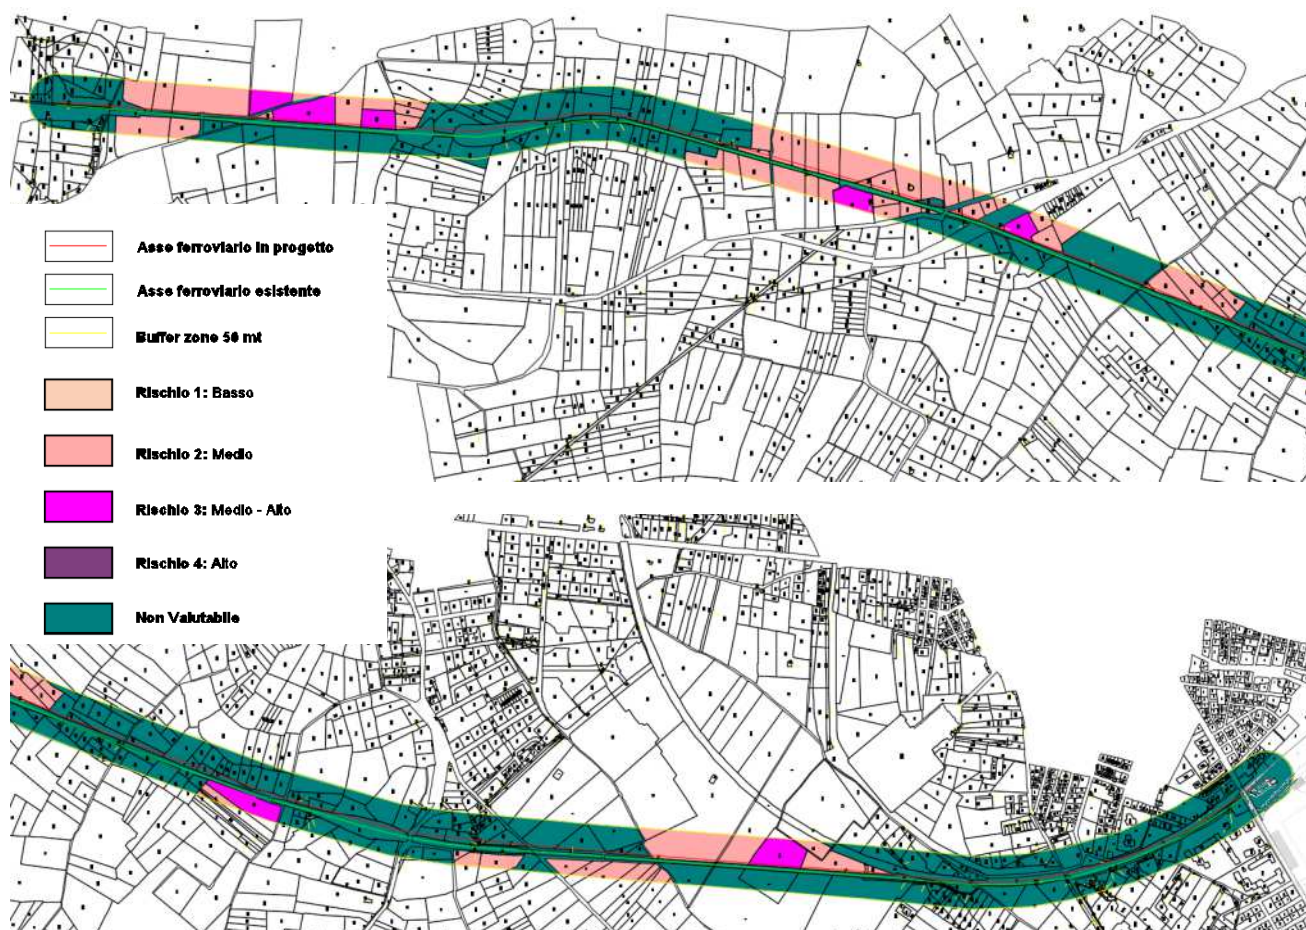 Asse ferroviario in progetto
Asse ferroviario esistente
Buffer zone 50 mt
Rischio 1: Basso
Rischio 2: Medio
Rischio 3: Medio - Alto
Rischio 4: Alto
Non Valutabile